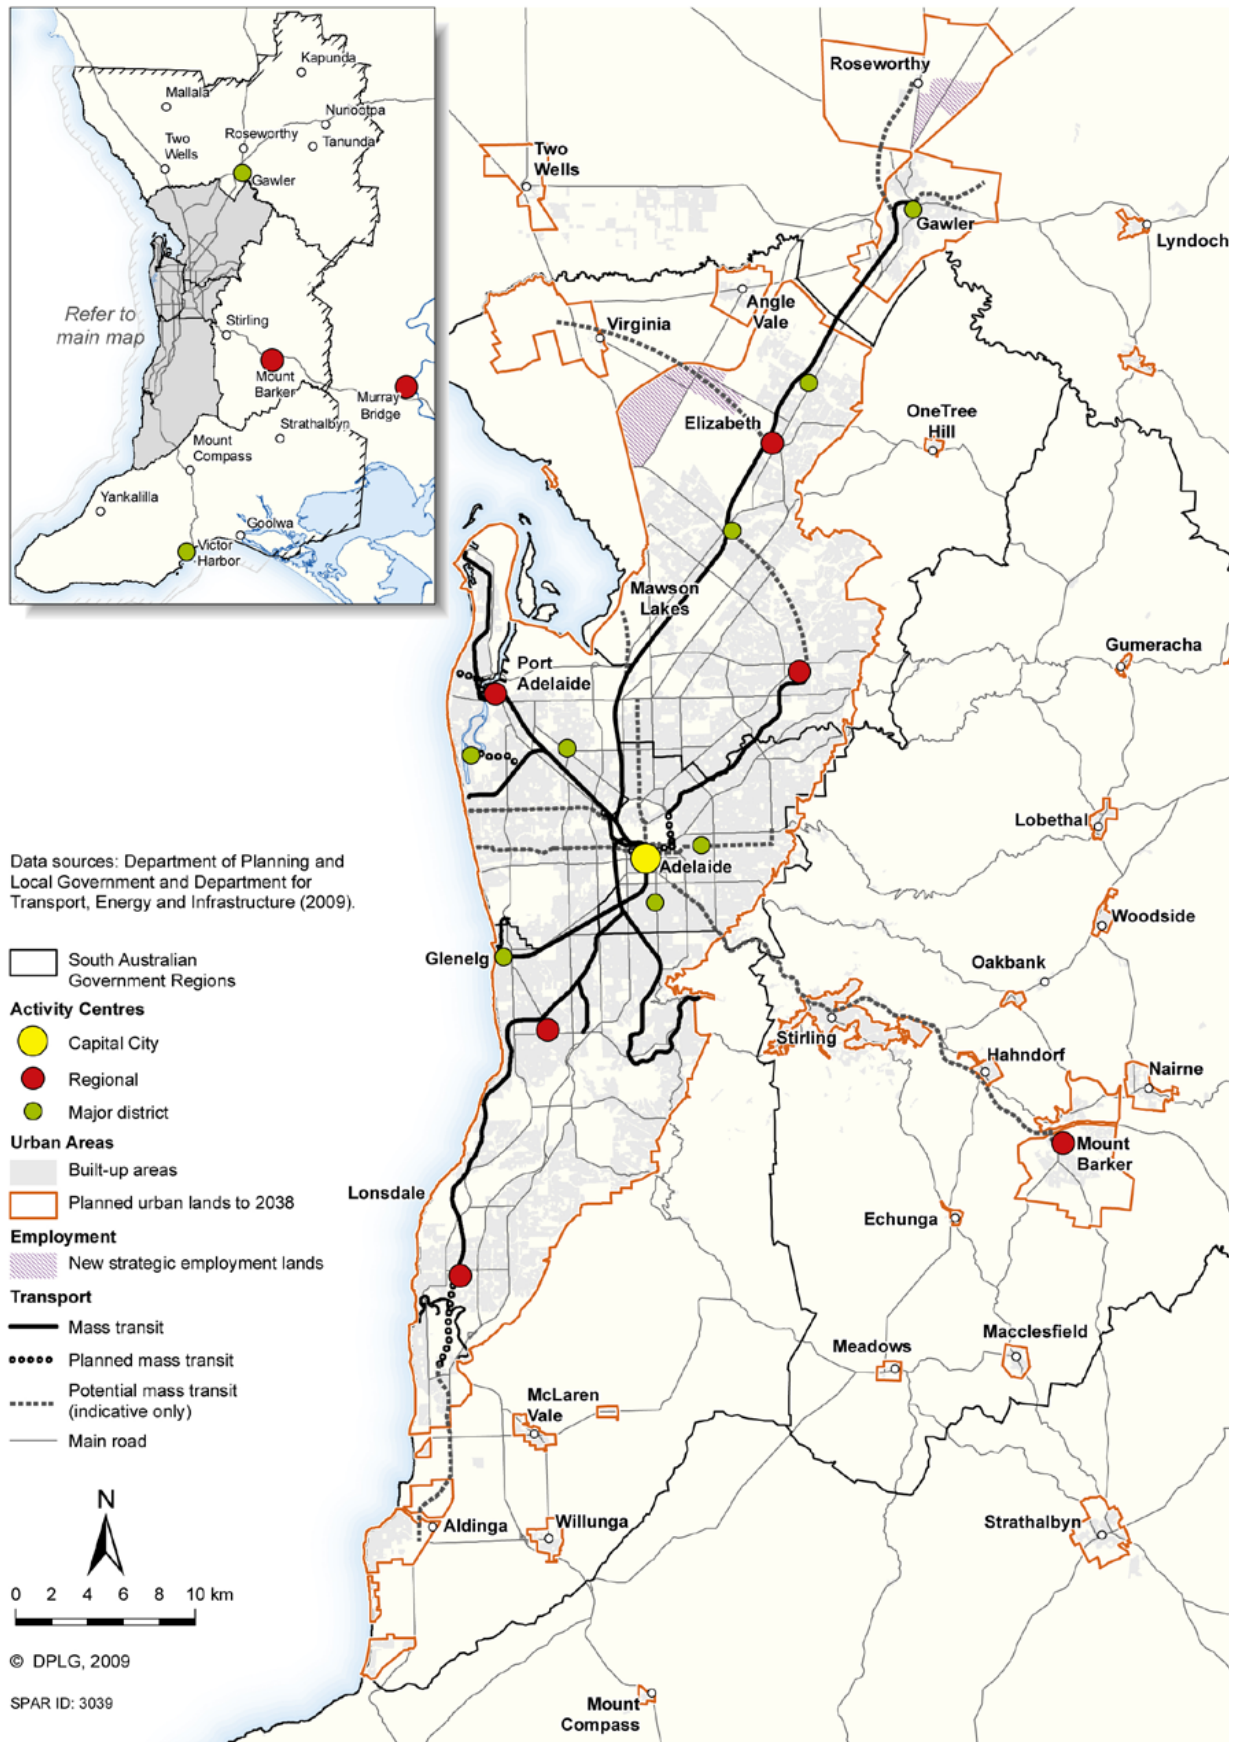 Kapunda
Mallala
Nuriootpa
Two
Wells
Roseworthy
Tanunda
Gawler
Refer to
main map
Stirling
Mount
Barker
Murray
Bridge
Strathalbyn
Mount
Compass
Yankalilla
Goolwa
Victor
Harbor
Roseworthy
Two
Wells
Gawler
Lyndoch
Angle
Vale
Virginia
OneTree
Hill
Elizabeth
Mawson
Lakes
Gumeracha
Port
Adelaide
Lobethal
Adelaide
Woodside
Glenelg
Oakbank
Stirling
Hahndorf
Nairne
Mount
Barker
Lonsdale
Echunga
Macclesfield
Meadows
McLaren
Vale
Aldinga
Willunga
Strathalbyn
Mount
Compass
Data sources: Department of Planning and
Local Government and Department for
Transport, Energy and Infrastructure (2009).
South Australian
Government Regions
Activity Centres
Capital City
Regional
Major district
Urban Areas
Built-up areas
Planned urban lands to 2038
Employment
New strategic employment lands
Transport
Mass transit
Planned mass transit
Potential mass transit
(indicative only)
Main road
N
0 2 4 6 8 10 km
© DPLG, 2009
SPAR ID: 3039